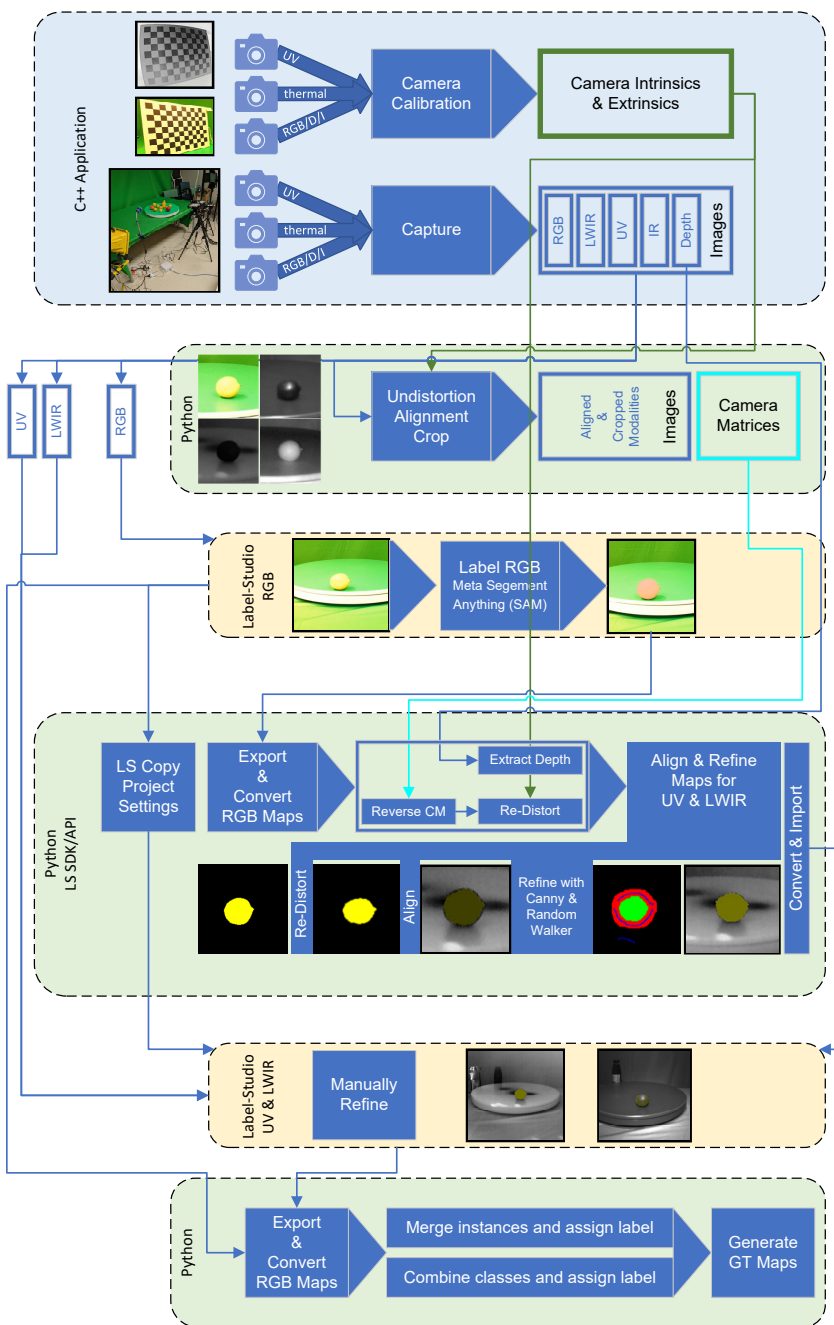 C++ Application
UV
thermal
RGB/D/I
Camera
Calibration
Camera Intrinsics
& Extrinsics
UV
thermal
RGB/D/I
Capture
RGB
LWIR
UV
IR
Depth
Images
UV
LWIR
RGB
Python
Undistortion
Alignment
Crop
Aligned
&
Cropped
Modalities
Images
Camera
Matrices
Label-Studio
RGB
Label RGB
Meta Segement
Anything (SAM)
Python
LS SDK/API
LS Copy
Project
Settings
Export
&
Convert
RGB Maps
Extract Depth
Reverse CM
Re-Distort
Align & Refine
Maps for
UV & LWIR
Convert & Import
Re-Distort
Align
Refine with
Canny &
Random
Walker
Label-Studio
UV & LWIR
Manually
Refine
Python
Export
&
Convert
RGB Maps
Merge instances and assign label
Combine classes and assign label
Generate
GT Maps